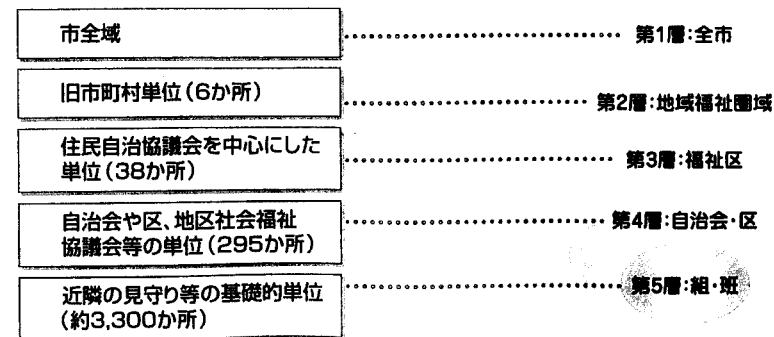 市全域
第1層:全市
旧市町村単位(6か所)
第2層:地域福祉圏域
住民自治協議会を中心にした
単位(38か所)
第3層:福祉区
自治会や区、地区社会福祉
協議会等の単位(295か所)
第4層:自治会・区
近隣の見守り等の基礎的単位
(約3,300か所)
第5層:組・班